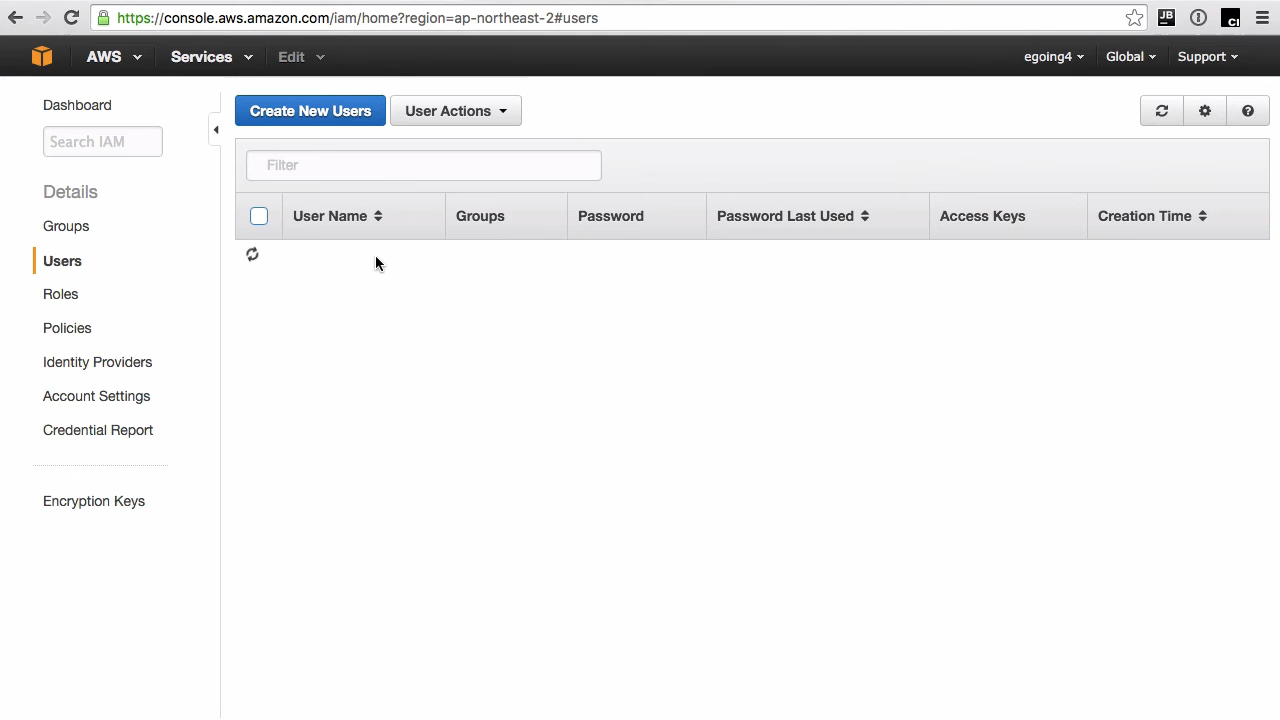 https://console.aws.amazon.com/iam/home?region=ap-northeast-2#users
JB
CI
AWS Services Edit egoing4 Global Support
Dashboard
Search IAM
Details
Groups
Users
Roles
Policies
Identity Providers
Account Settings
Credential Report
Encryption Keys
Create New Users User Actions
Filter
User Name Groups Password Password Last Used Access Keys Creation Time